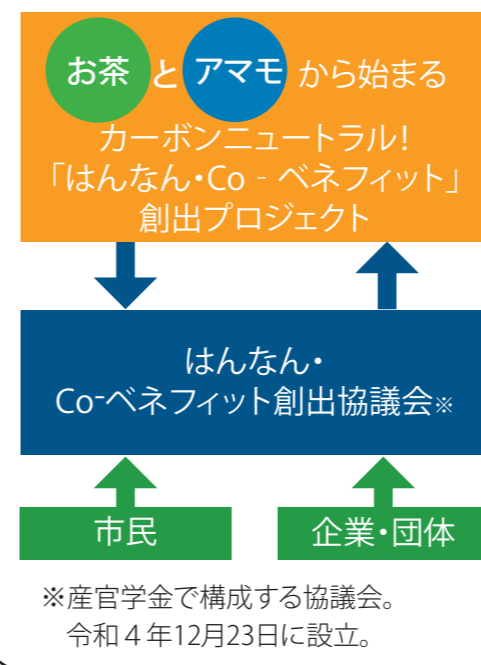 お茶 と アマモ から始まる
カーボンニュートラル!
「はんなん・Co‐ベネフィット」
創出プロジェクト
はんなん・
Co-ベネフィット創出協議会※
市民
企業・団体
※産官学金で構成する協議会。
令和４年12月23日に設立。